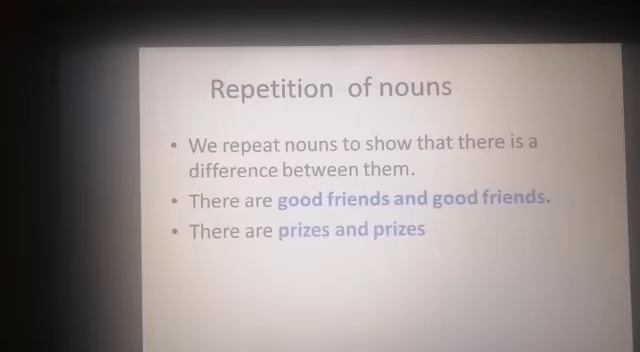 Repetition of nouns
• We repeat nouns to show that there is a
difference between them.
• There are good friends and good friends.
• There are prizes and prizes